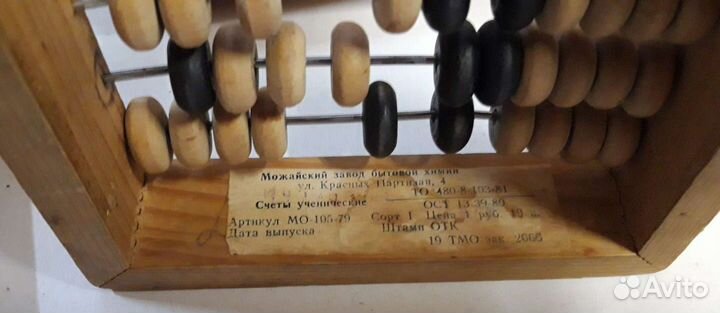 Можайский завод бытовой химии
ул. Красных Партизан, 4
ТО 480-8-103-81
Счеты ученические
ОСТ 13-39-80
Артикул МО-105-79 Сорт I Цена 1 руб. 10 к.
Дата выпуска Штамп ОТК
19 ТМО зак. 2666
Avito